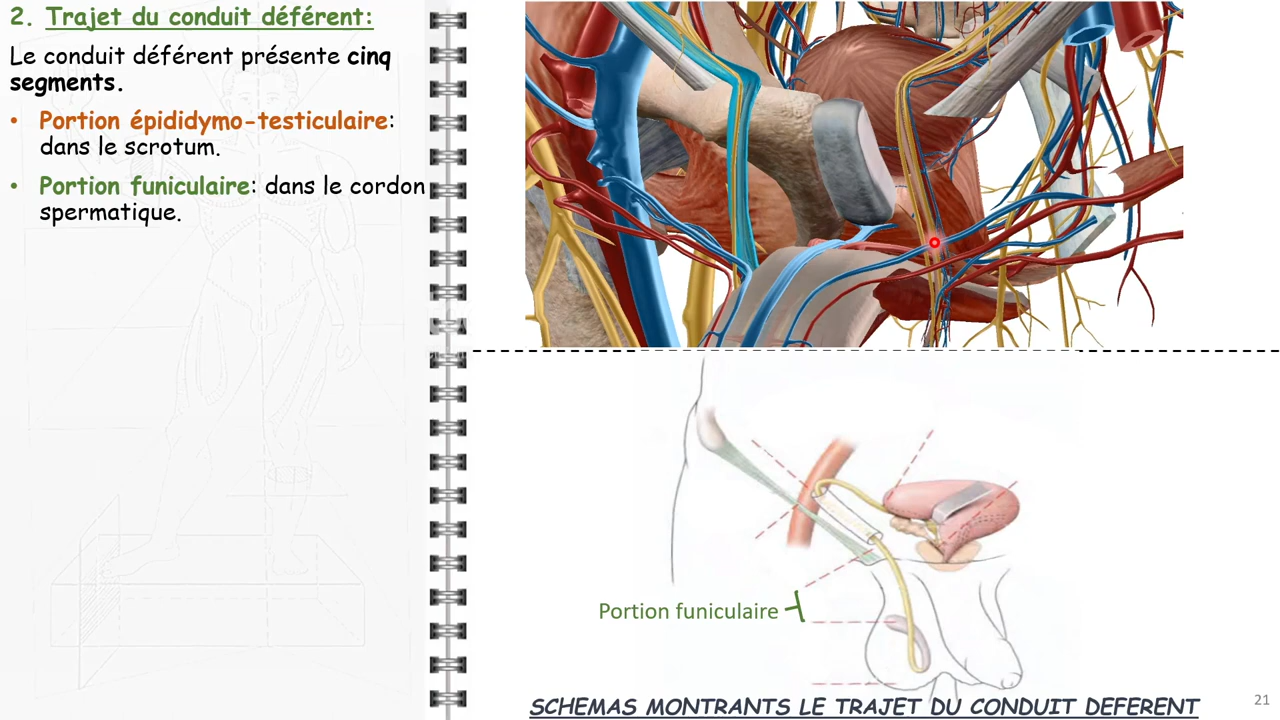 2. Trajet du conduit déférent:
Le conduit déférent présente cinq
segments.
• Portion épididymo-testiculaire:
dans le scrotum.
• Portion funiculaire: dans le cordon
spermatique.
Portion funiculaire
SCHEMAS MONTRANTS LE TRAJET DU CONDUIT DEFERENT
21